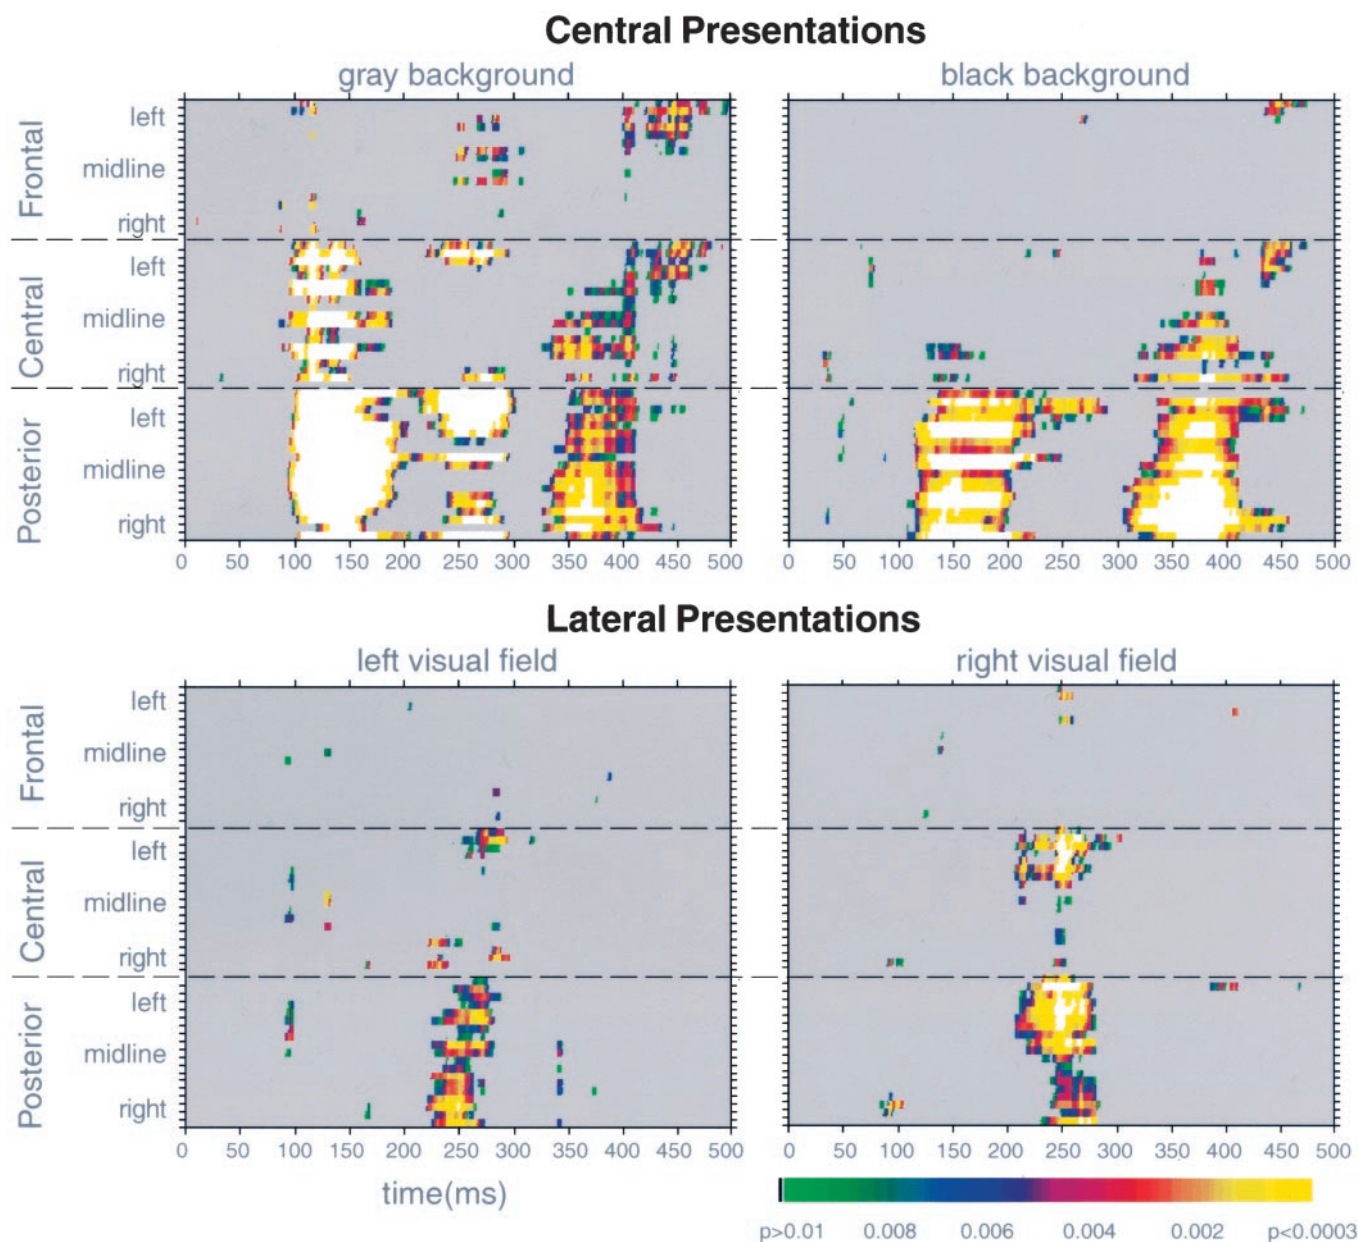 Central Presentations
gray background
black background
Frontal
left
midline
right
Central
left
midline
right
Posterior
left
midline
right
0 50 100 150 200 250 300 350 400 450 500
0 50 100 150 200 250 300 350 400 450 500
Lateral Presentations
left visual field
right visual field
Frontal
left
midline
right
Central
left
midline
right
Posterior
left
midline
right
0 50 100 150 200 250 300 350 400 450 500
0 50 100 150 200 250 300 350 400 450 500
time(ms)
p>0.01 0.008 0.006 0.004 0.002 p<0.0003